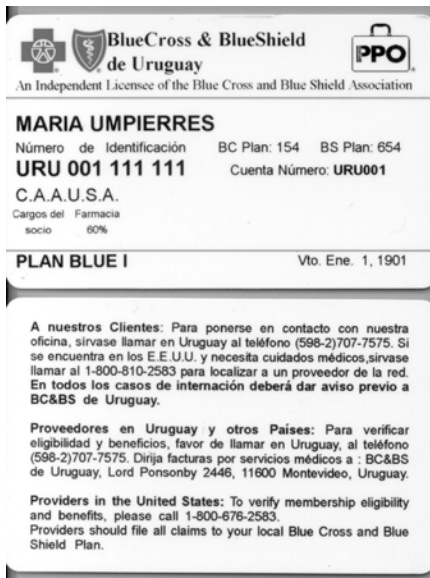 BlueCross & BlueShield
de Uruguay
PPO
An Independent Licensee of the Blue Cross and Blue Shield Association
MARIA UMPIERRES
Número de Identificación BC Plan: 154 BS Plan: 654
URU 001 111 111 Cuenta Número: URU001
C.A.A.U.S.A.
Cargos del Farmacia
socio 60%
PLAN BLUE I Vto. Ene. 1, 1901
A nuestros Clientes: Para ponerse en contacto con nuestra
oficina, sírvase llamar en Uruguay al teléfono (598-2)707-7575. Si
se encuentra en los E.E.U.U. y necesita cuidados médicos,sirvase
llamar al 1-800-810-2583 para localizar a un proveedor de la red.
En todos los casos de internación deberá dar aviso previo a
BC&BS de Uruguay.
Proveedores en Uruguay y otros Países: Para verificar
eligibilidad y beneficios, favor de llamar en Uruguay, al teléfono
(598-2)707-7575. Dirija facturas por servicios médicos a : BC&BS
de Uruguay, Lord Ponsonby 2446, 11600 Montevideo, Uruguay.
Providers in the United States: To verify membership eligibility
and benefits, please call 1-800-676-2583.
Providers should file all claims to your local Blue Cross and Blue
Shield Plan.